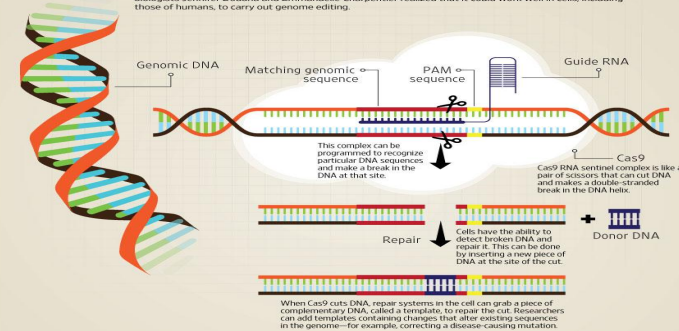 those of humans, to carry out genome editing.
Genomic DNA
Matching genomic
sequence
PAM
sequence
Guide RNA
This complex can be
programmed to recognize
particular DNA sequences
and make a break in the
DNA at that site.
Cas9
Cas9 RNA sentinel complex is like a
pair of scissors that can cut DNA
and makes a double-stranded
break in the DNA helix.
Repair
Cells have the ability to
detect broken DNA and
repair it. This can be done
by inserting a new piece of
DNA at the site of the cut.
+
Donor DNA
When Cas9 cuts DNA, repair systems in the cell can grab a piece of
complementary DNA, called a template, to repair the cut. Researchers
can add templates containing changes that alter existing sequences
in the genome—for example, correcting a disease-causing mutation.